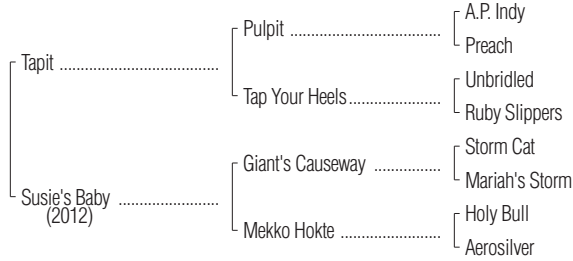 A.P. Indy
Pulpit ........................
Preach
Tapit .........................................
Unbridled
Tap Your Heels........................
Ruby Slippers
Storm Cat
Giant's Causeway .................
Mariah's Storm
Susie's Baby ..........................
(2012)
Holy Bull
Mekko Hokte ..........................
Aerosilver